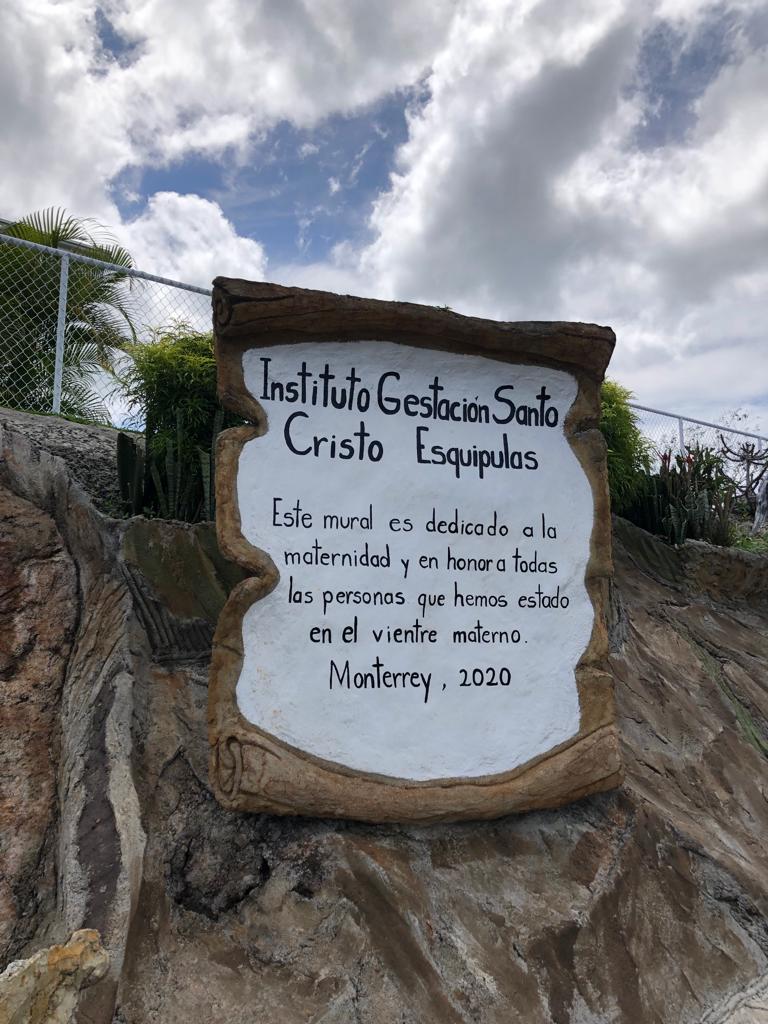 Instituto Gestación Santo
Cristo Esquipulas
Este mural es dedicado a la
maternidad y en honor a todas
las personas que hemos estado
en el vientre materno.
Monterrey, 2020